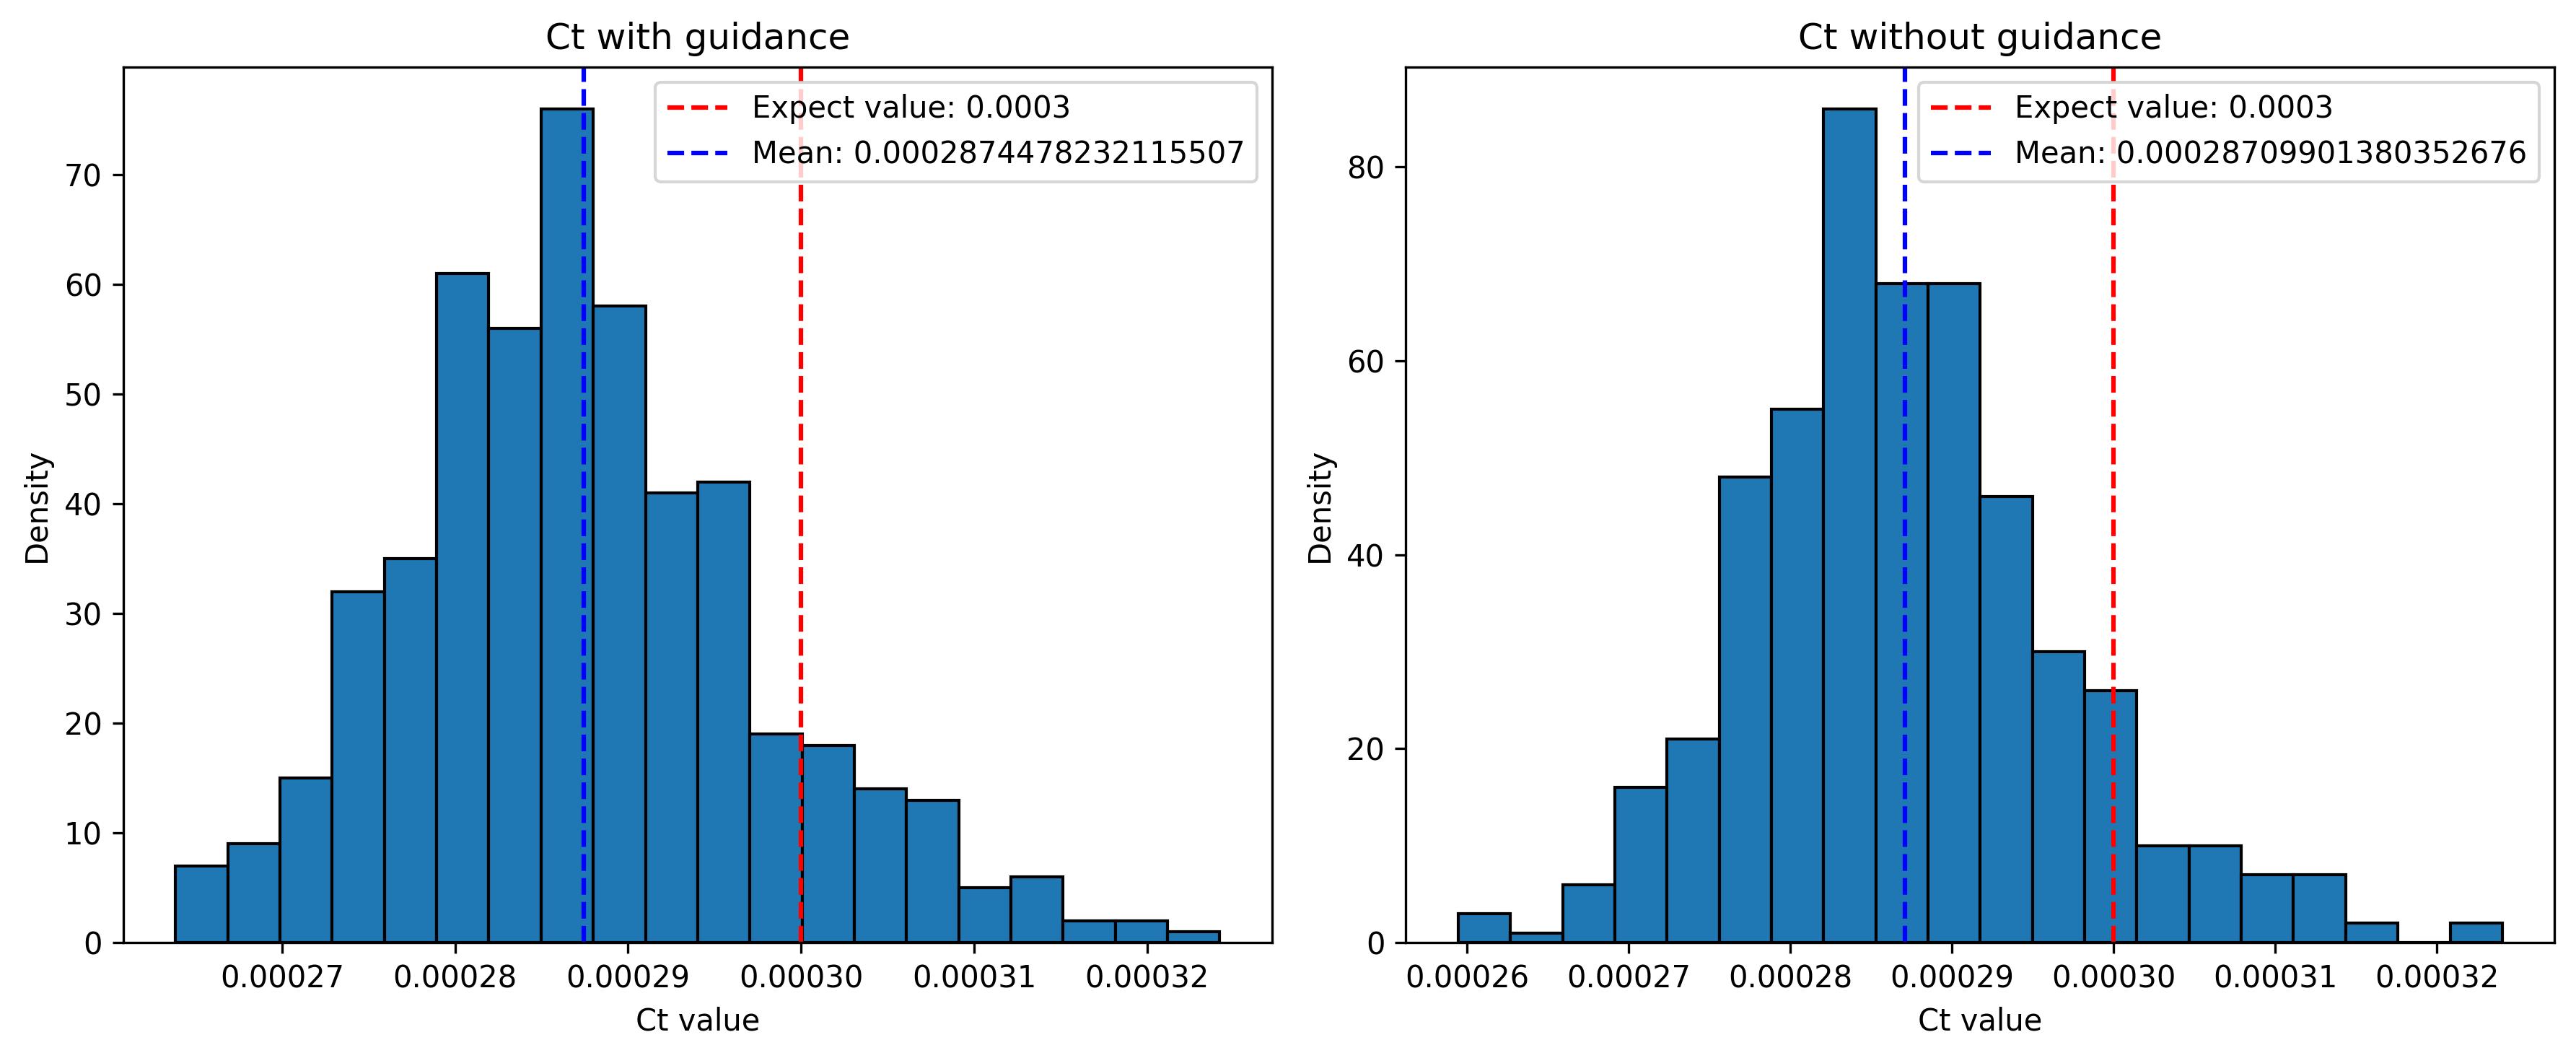 Ct with guidance
Expect value: 0.0003
Mean: 0.0002874478232115507
70
60
50
40
30
20
10
0
Density
0.00027 0.00028 0.00029 0.00030 0.00031 0.00032
Ct value
Ct without guidance
Expect value: 0.0003
Mean: 0.00028709901380352676
80
60
40
20
0
Density
0.00026 0.00027 0.00028 0.00029 0.00030 0.00031 0.00032
Ct value